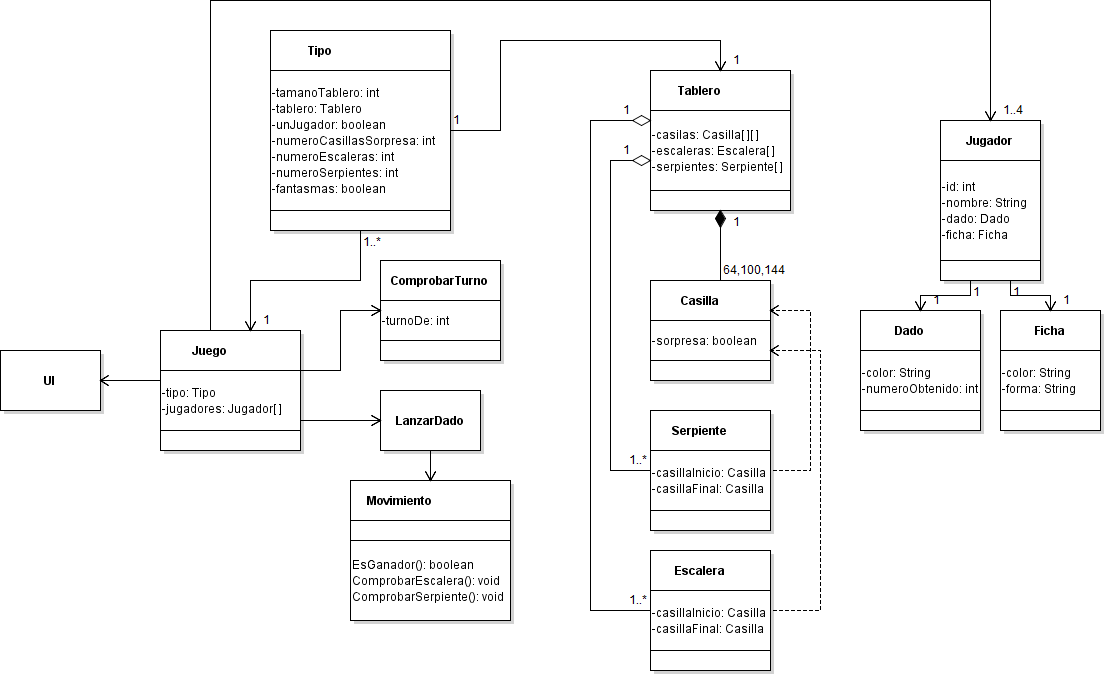 Tipo
-tamanoTablero: int
-tablero: Tablero
-unJugador: boolean
-numeroCasillasSorpresa: int
-numeroEscaleras: int
-numeroSerpientes: int
-fantasmas: boolean
1
1..*
1
Tablero
-casilas: Casilla[][]
-escaleras: Escalera[]
-serpientes: Serpiente[]
1
1
1
64,100,144
1..4
Jugador
-id: int
-nombre: String
-dado: Dado
-ficha: Ficha
1
1
1
1
ComprobarTurno
-turnoDe: int
1
Juego
-tipo: Tipo
-jugadores: Jugador[]
UI
LanzarDado
Movimiento
EsGanador(): boolean
ComprobarEscalera(): void
ComprobarSerpiente(): void
Casilla
-sorpresa: boolean
Serpiente
-casillaInicio: Casilla
-casillaFinal: Casilla
1..*
Escalera
-casillaInicio: Casilla
-casillaFinal: Casilla
1..*
Dado
-color: String
-numeroObtenido: int
Ficha
-color: String
-forma: String